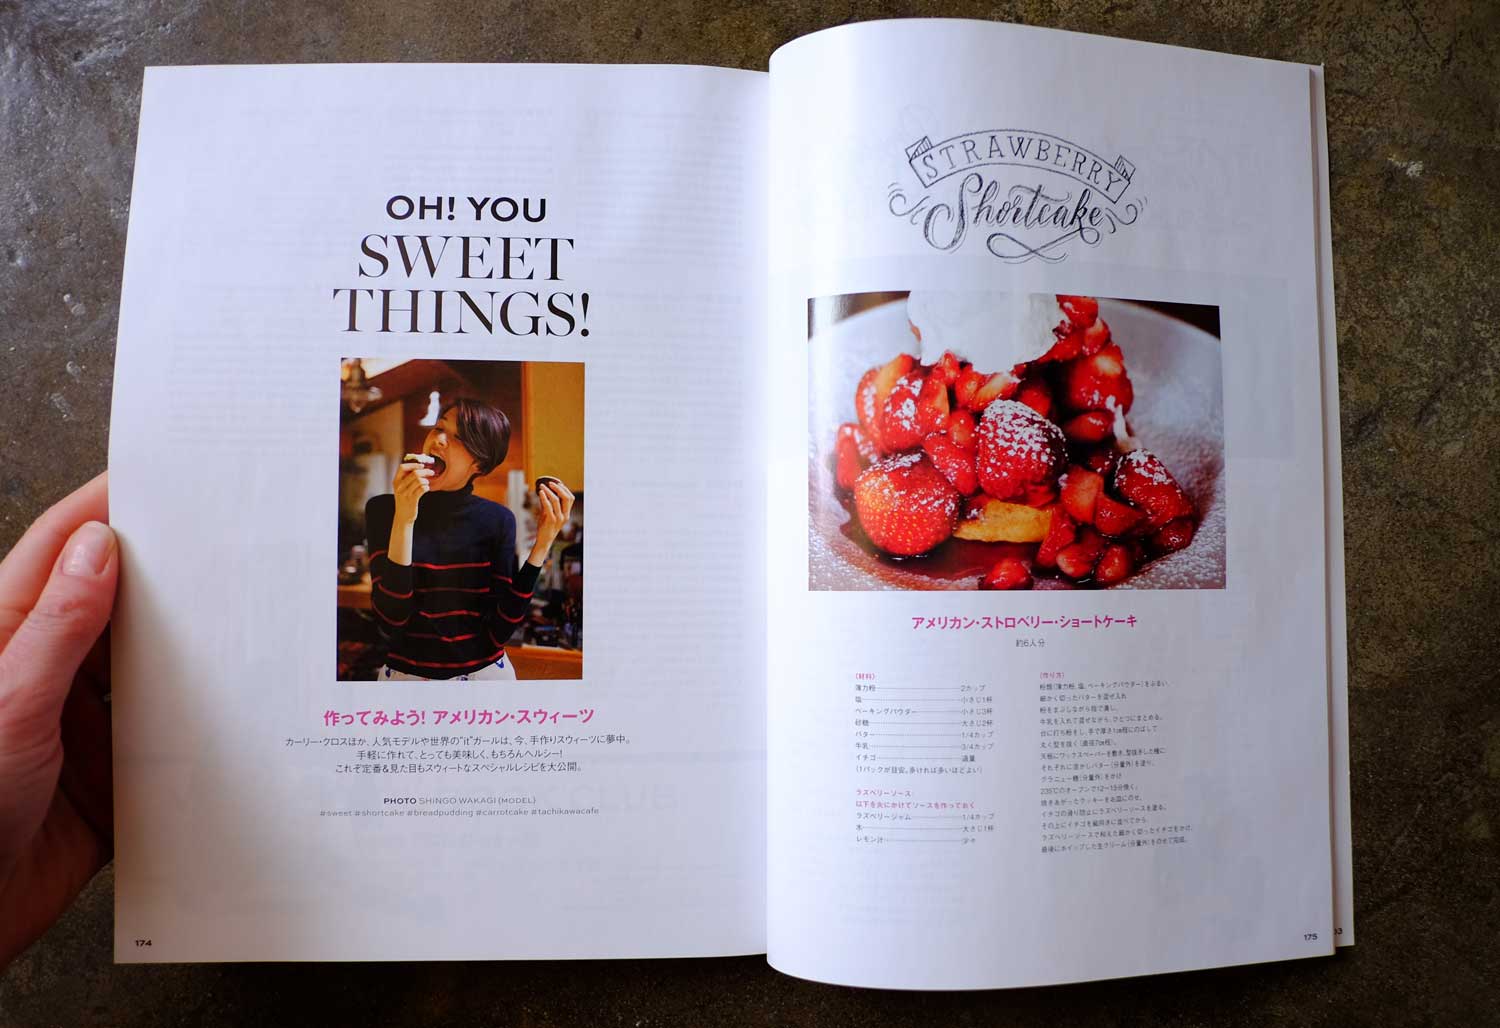 OH! YOU
SWEET
THINGS!
作ってみよう! アメリカン・スウィーツ
カーリー・クロスほか、人気モデルや世界の"it"ガールは、今、手作りスウィーツに夢中。
手軽に作れて、とっても美味しく、もちろんヘルシー!
これぞ定番&見た目もスウィートなスペシャルレシピを大公開。
PHOTO SHINGO WAKAGI (MODEL)
#sweet #shortcake #breadpudding #carrotcake #tachikawacafe
174
STRAWBERRY
Shortcake
アメリカン・ストロベリー・ショートケーキ
約6人分
〈材料〉
薄力粉 2カップ
塩 小さじ1杯
ベーキングパウダー 小さじ3杯
砂糖 大さじ2杯
バター 1/4カップ
牛乳 3/4カップ
イチゴ 適量
(1パックが目安。多ければ多いほどよい)
ラズベリーソース:
以下を火にかけてソースを作っておく
ラズベリージャム 1/4カップ
水 大さじ1杯
レモン汁 少々
〈作り方〉
粉類(薄力粉、塩、ベーキングパウダー)をふるい、
細かく切ったバターを混ぜ入れ
粉をまぶしながら指で潰し、
牛乳を入れて混ぜながら、ひとつにまとめる。
台に打ち粉をし、手で厚さ1cm程にのばして
丸く型を抜く(直径7cm程)。
天板にワックスペーパーを敷き、型抜きした種に
それぞれに溶かしバター(分量外)を塗り、
グラニュー糖(分量外)をかけ
235℃のオーブンで12〜15分焼く。
焼きあがったクッキーをお皿にのせ、
イチゴの滑り防止にラズベリーソースを塗る。
その上にイチゴを縦向きに並べてから、
ラズベリーソースで和えた細かく切ったイチゴをかけ、
最後にホイップした生クリーム(分量外)をのせて完成。
175